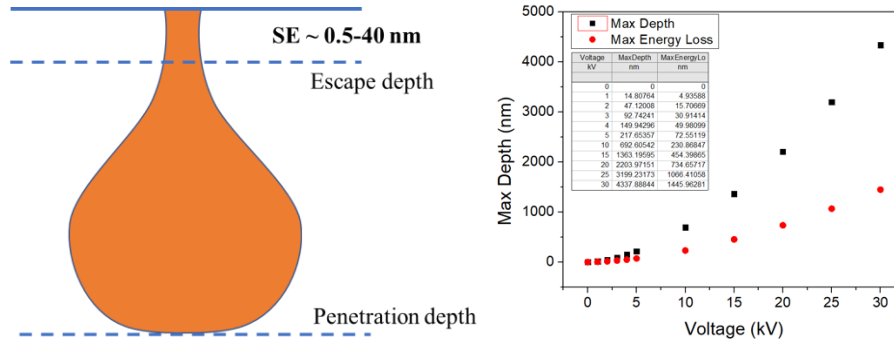 SE ~ 0.5-40 nm
Escape depth
Penetration depth
Max Depth (nm)
5000
4000
3000
2000
1000
0
Max Depth
Max Energy Loss
Voltage MaxDepth MaxEnergyLo
kV nm nm
0 0 0
1 14.80764 4.93588
2 47.12008 15.70669
3 92.74241 30.91414
4 149.94296 49.98099
5 217.65357 72.55119
10 692.60542 230.86847
15 1363.19595 454.39865
20 2203.97151 734.65717
25 3199.23173 1066.41058
30 4337.88844 1445.96281
0 5 10 15 20 25 30
Voltage (kV)